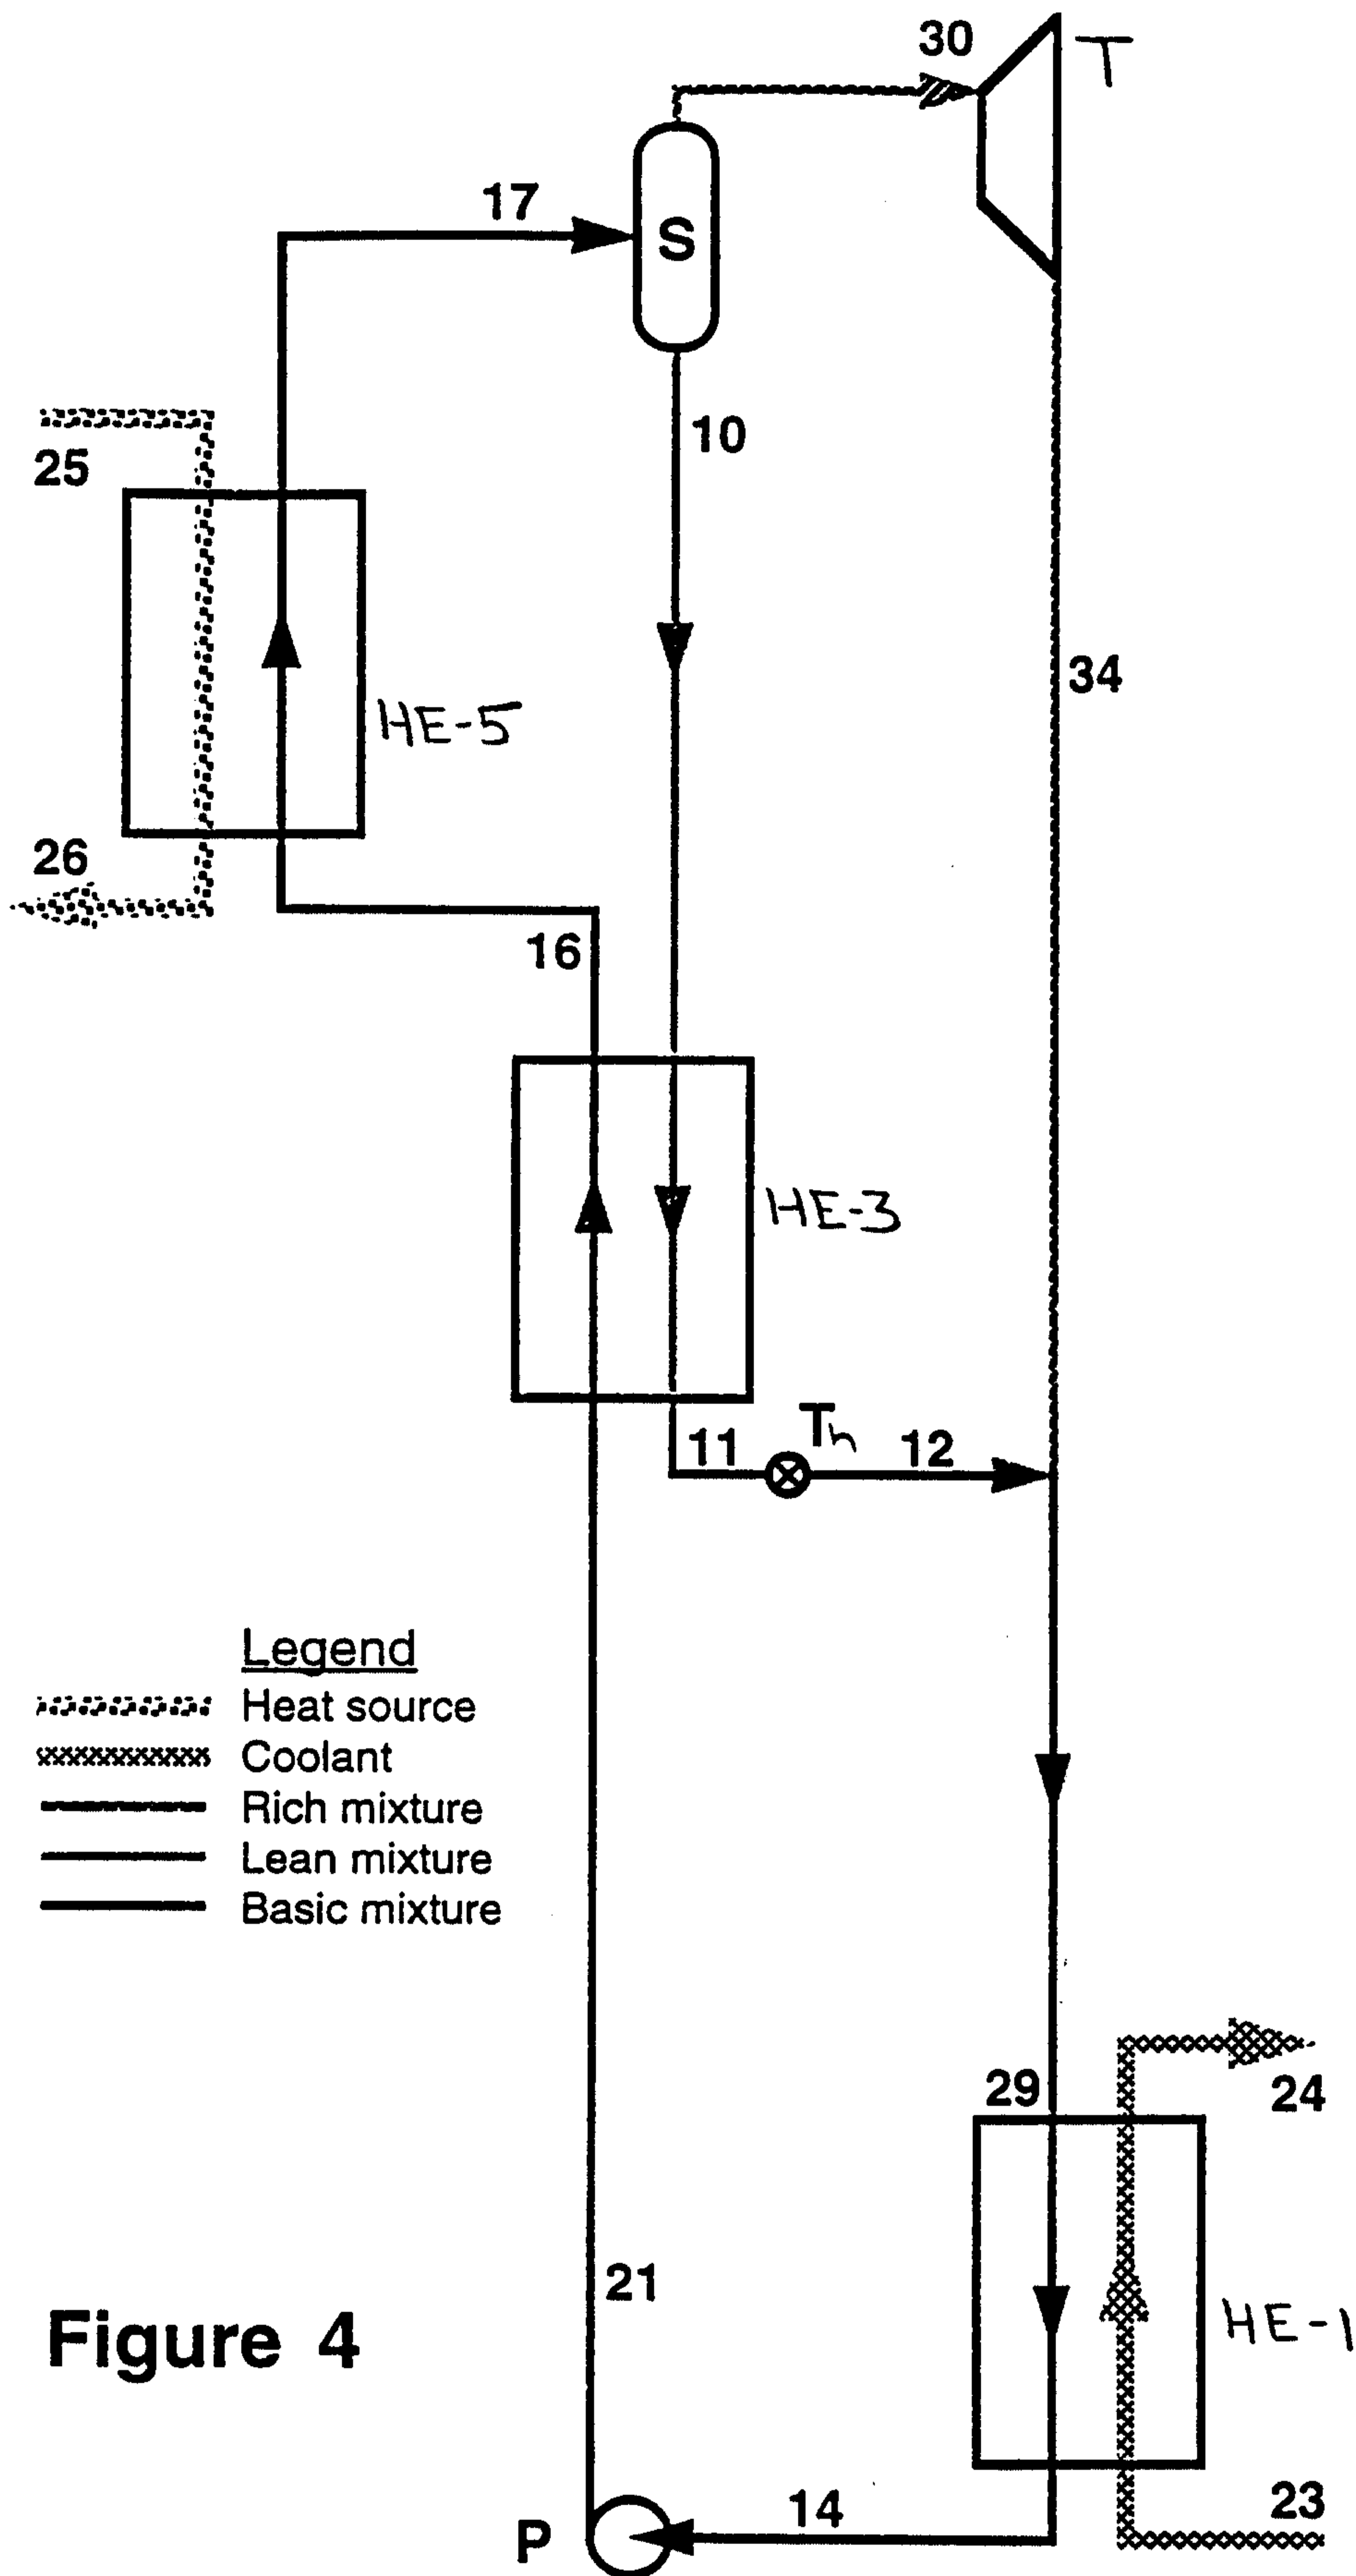 30
T
17
S
10
25
34
HE-5
26
16
HE-3
Th
11
12
Legend
Heat source
Coolant
Rich mixture
Lean mixture
Basic mixture
29
24
21
HE-1
Figure 4
14
23
P